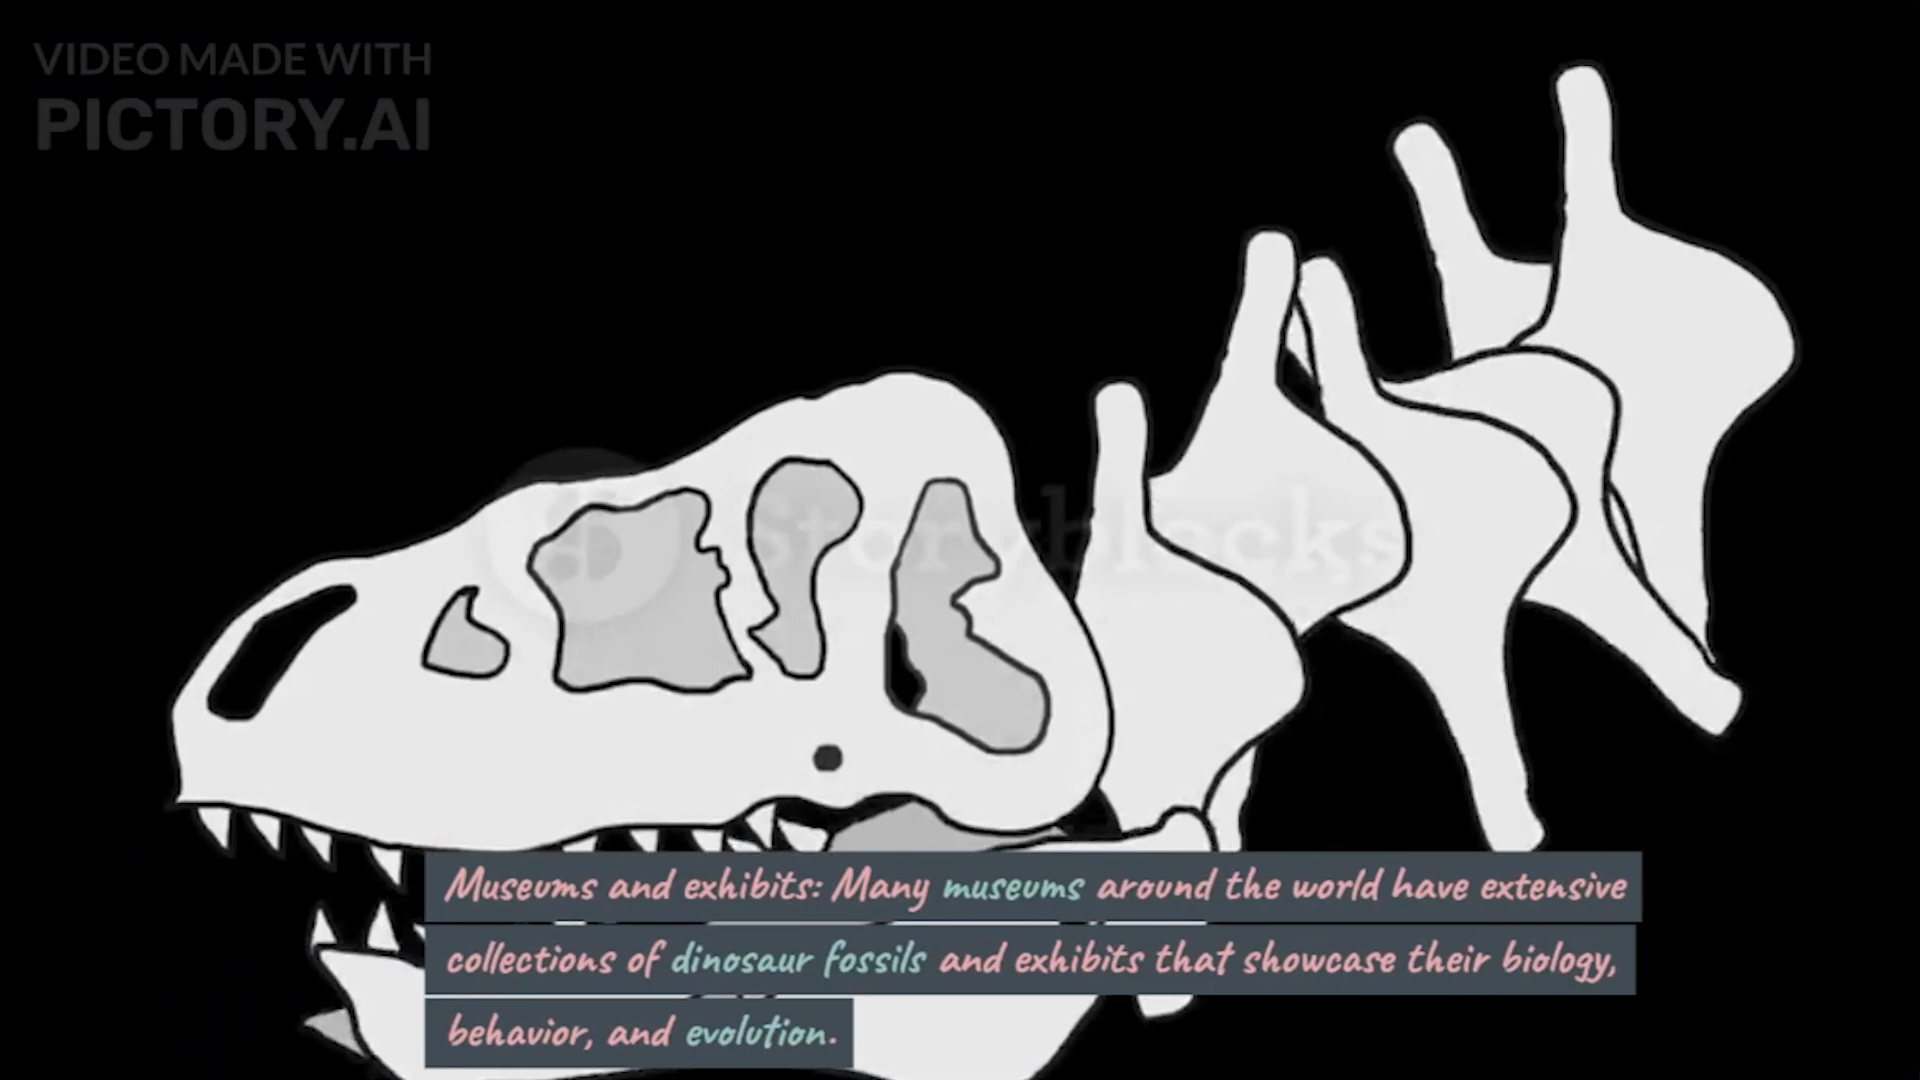 VIDEO MADE WITH
PICTORY.AI
storyblocks
Museums and exhibits: Many museums around the world have extensive
collections of dinosaur fossils and exhibits that showcase their biology,
behavior, and evolution.